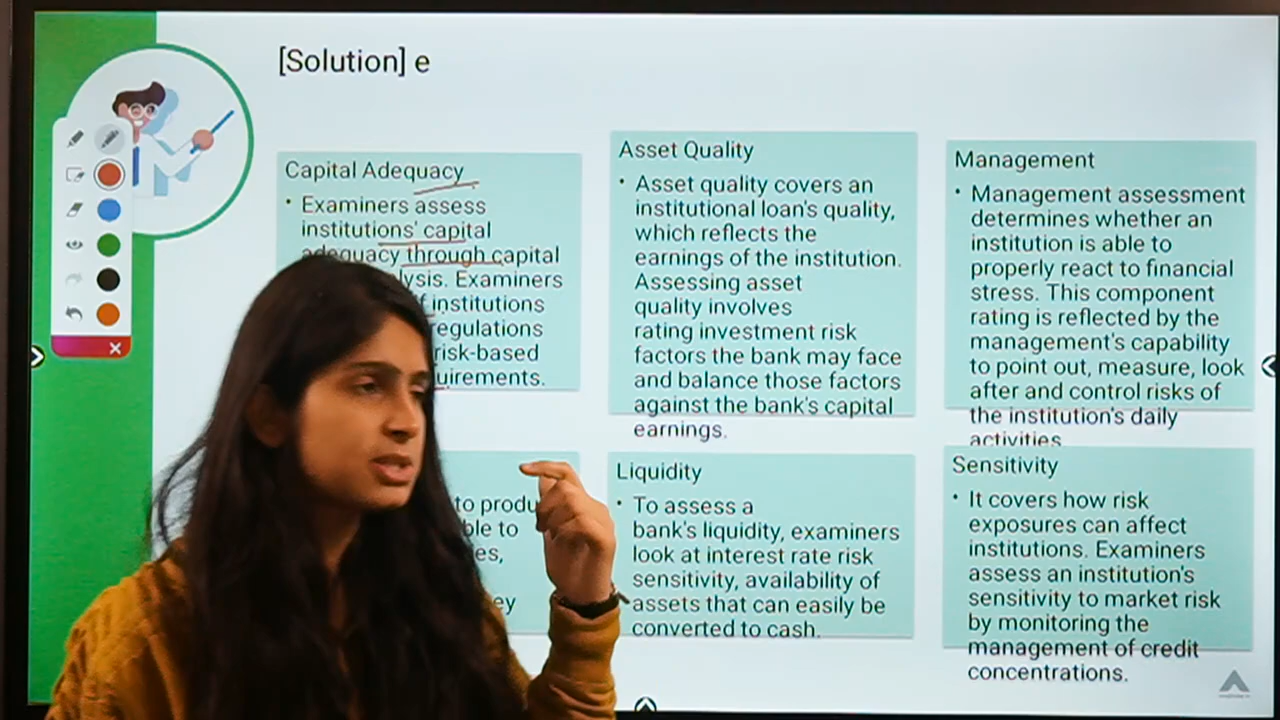 [Solution] e
Capital Adequacy
• Examiners assess
institutions' capital
adequacy through capital
Examiners
institutions
regulations
risk-based
Asset Quality
• Asset quality covers an
institutional loan's quality,
which reflects the
earnings of the institution.
Assessing asset
quality involves
rating investment risk
factors the bank may face
and balance those factors
against the bank's capital
earnings.
Management
• Management assessment
determines whether an
institution is able to
properly react to financial
stress. This component
rating is reflected by the
management's capability
to point out, measure, look
after and control risks of
the institution's daily
activities
to
to
Liquidity
• To assess a
bank's liquidity, examiners
look at interest rate risk
sensitivity, availability of
assets that can easily be
converted to cash.
Sensitivity
• It covers how risk
exposures can affect
institutions. Examiners
assess an institution's
sensitivity to market risk
by monitoring the
management of credit
concentrations.